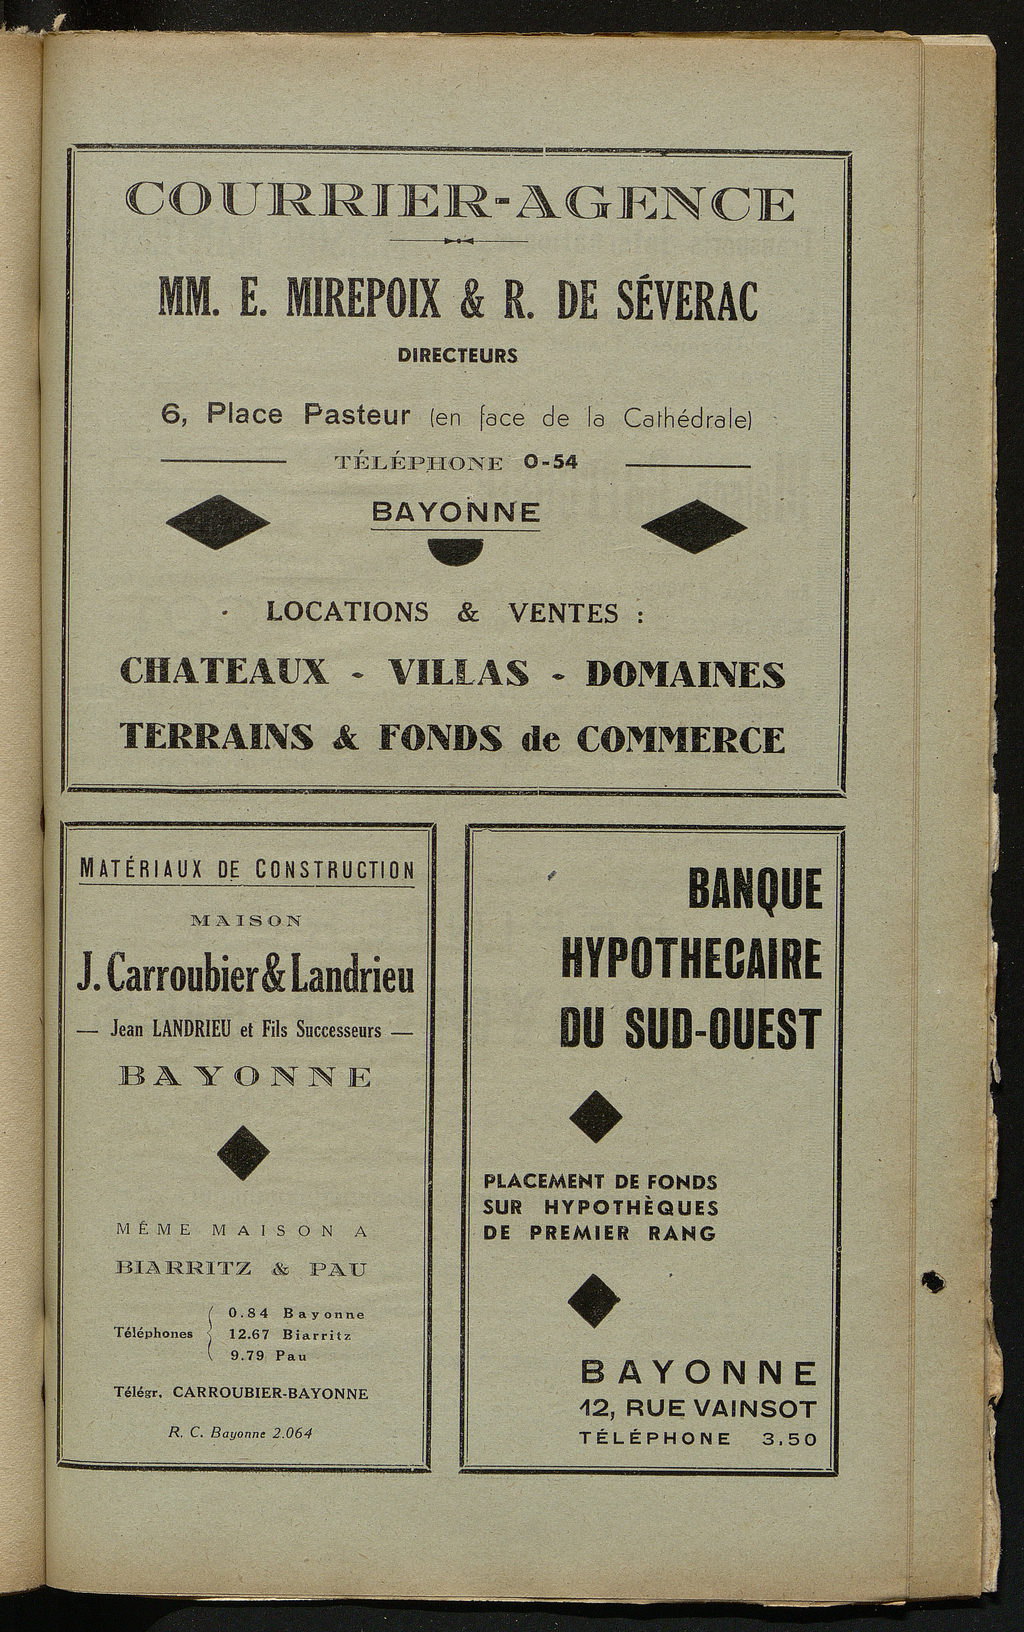 COURRIER-AGENCE
MM. E. MIREPOIX & R. DE SÉVERAC
DIRECTEURS
6, Place Pasteur (en face de la Cathédrale)
TÉLÉPHONE 0-54
BAYONNE
LOCATIONS & VENTES :
CHATEAUX - VILLAS - DOMAINES
TERRAINS & FONDS de COMMERCE
MATÉRIAUX DE CONSTRUCTION
MAISON
J. Carroubier & Landrieu
— Jean LANDRIEU et Fils Successeurs —
BAYONNE
MÊME MAISON A
BIARRITZ & PAU
Téléphones
0.84 Bayonne
12.67 Biarritz
9.79 Pau
Télégr. CARROUBIER-BAYONNE
R. C. Bayonne 2.064
BANQUE
HYPOTHECAIRE
DU SUD-OUEST
PLACEMENT DE FONDS
SUR HYPOTHÈQUES
DE PREMIER RANG
BAYONNE
12, RUE VAINSOT
TÉLÉPHONE 3.50